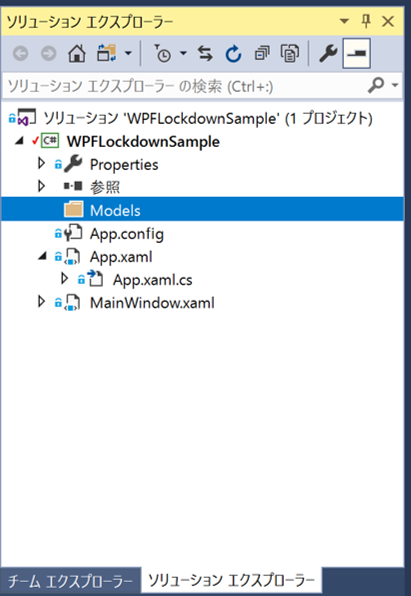 ソリューション エクスプローラー
ソリューション エクスプローラー の検索 (Ctrl+:)
ソリューション 'WPFLockdownSample' (1 プロジェクト)
C# WPFLockdownSample
Properties
参照
Models
App.config
App.xaml
App.xaml.cs
MainWindow.xaml
チーム エクスプローラー ソリューション エクスプローラー